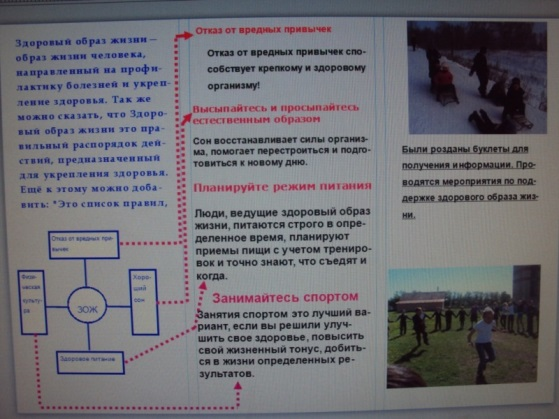 Здоровый образ жизни—
образ жизни человека,
направленный на профи-
лактику болезней и укреп-
ление здоровья. Так же
можно сказать, что Здоро-
вый образ жизни это пра-
вильный распорядок дей-
ствий, предназначенный
для укрепления здоровья.
Ещё к этому можно доба-
вить: "Это список правил,
Отказ от вредных при-
вычек
Физи-
ческая
культу-
ра
ЗОЖ
Хоро-
ший
сон
Здоровое питание
Отказ от вредных привычек
Отказ от вредных привычек спо-
собствует крепкому и здоровому
организму!
Высыпайтесь и просыпайтесь
естественным образом
Сон восстанавливает силы организ-
ма, помогает перестроиться и подго-
товиться к новому дню.
Планируйте режим питания
Люди, ведущие здоровый образ
жизни, питаются строго в опре-
деленное время, планируют
приемы пищи с учетом трениро-
вок и точно знают, что съедят и
когда.
Занимайтесь спортом
Занятия спортом это лучший ва-
риант, если вы решили улуч-
шить свое здоровье, повысить
свой жизненный тонус, добить-
ся в жизни определенных ре-
зультатов.
Были розданы буклеты для
получения информации. Про-
водятся мероприятия по под-
держке здорового образа жиз-
ни.